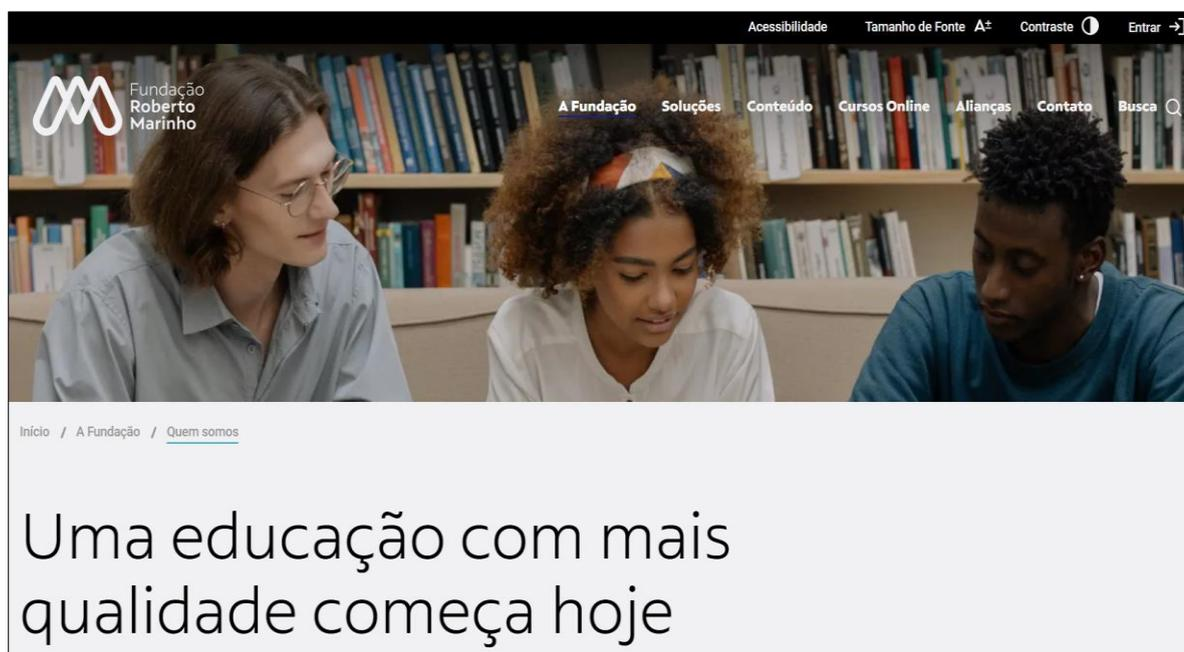 Acessibilidade Tamanho de Fonte A± Contraste Entrar
Fundação
Roberto
Marinho
A Fundação Soluções Conteúdo Cursos Online Alianças Contato Busca
Início / A Fundação / Quem somos
Uma educação com mais
qualidade começa hoje